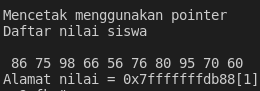 Mencetak menggunakan pointer
Daftar nilai siswa
86 75 98 66 56 76 80 95 70 60
Alamat nilai = 0x7fffffffdb88[1]